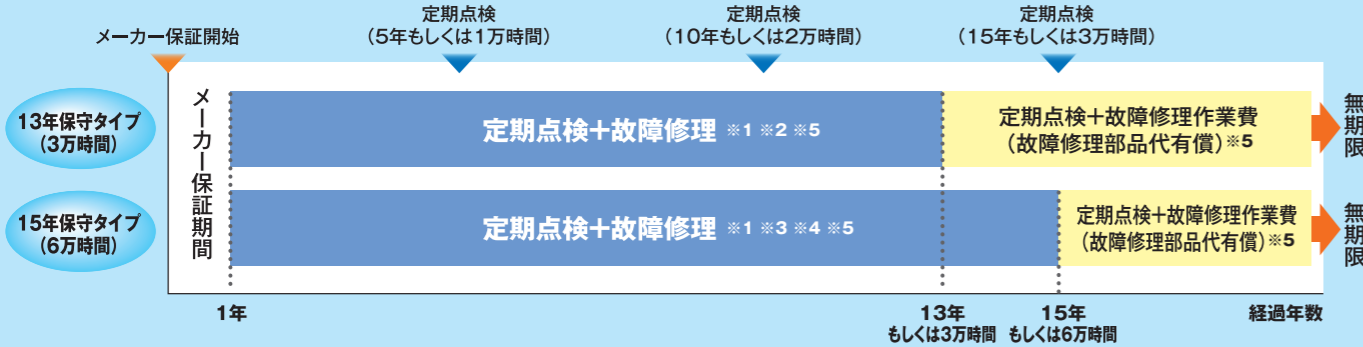 メーカー保証開始
定期点検
(5年もしくは1万時間)
定期点検
(10年もしくは2万時間)
定期点検
(15年もしくは3万時間)
13年保守タイプ
(3万時間)
メーカー保証期間
定期点検+故障修理 ※1 ※2 ※5
定期点検+故障修理作業費
(故障修理部品代有償)※5
無期限
15年保守タイプ
(6万時間)
定期点検+故障修理 ※1 ※3 ※4 ※5
定期点検+故障修理作業費
(故障修理部品代有償)※5
無期限
1年
13年
もしくは3万時間
15年
もしくは6万時間
経過年数